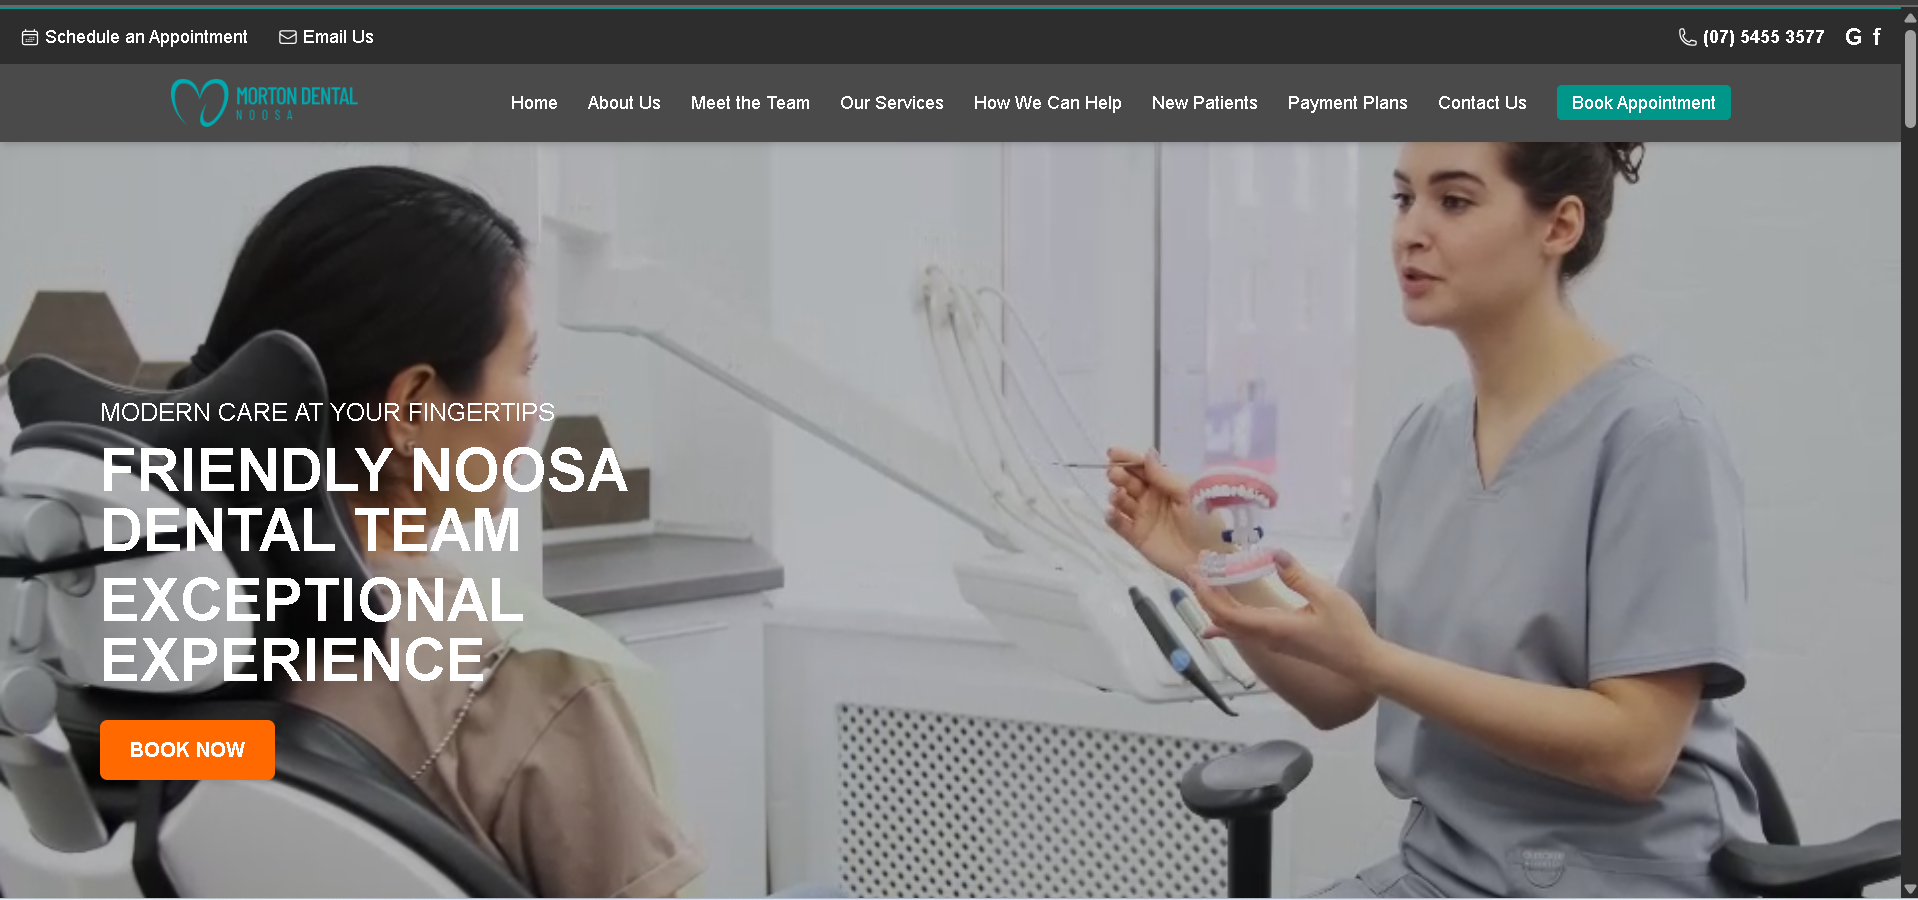 Schedule an Appointment
Email Us
(07) 5455 3577
G f
MORTON DENTAL
NOOSA
Home
About Us
Meet the Team
Our Services
How We Can Help
New Patients
Payment Plans
Contact Us
Book Appointment
MODERN CARE AT YOUR FINGERTIPS
FRIENDLY NOOSA
DENTAL TEAM
EXCEPTIONAL
EXPERIENCE
BOOK NOW